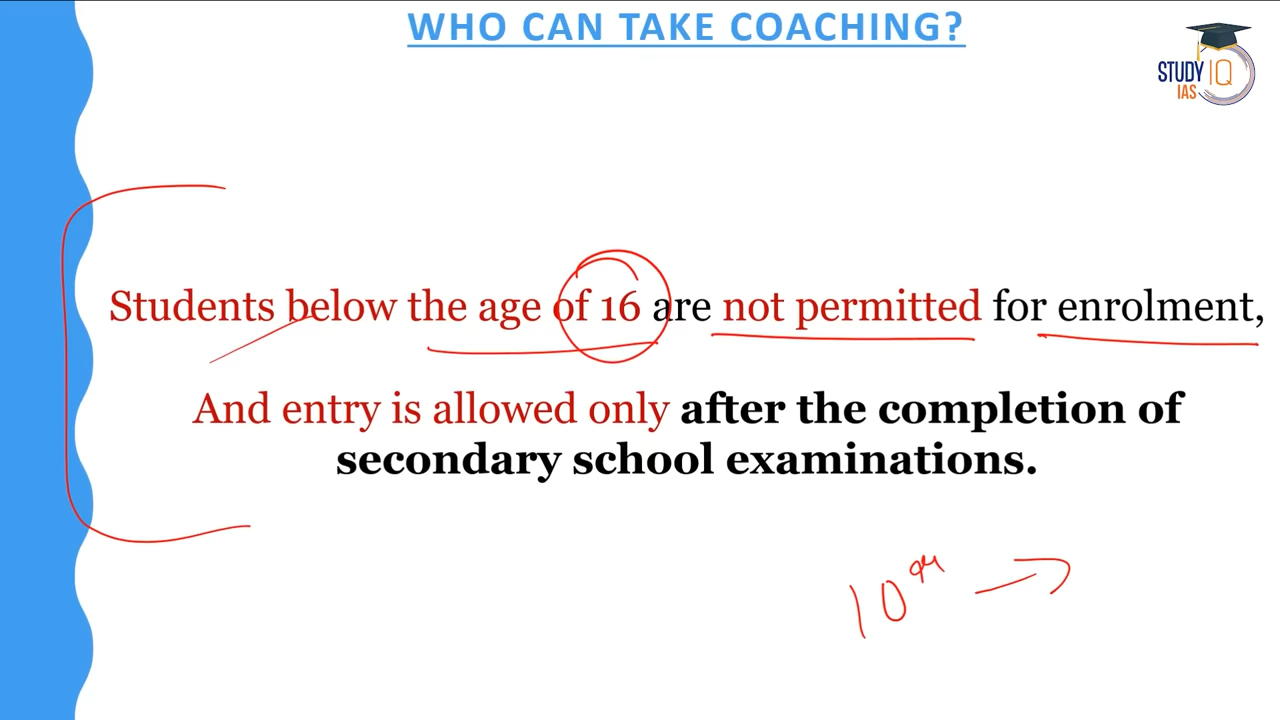 WHO CAN TAKE COACHING?
STUDY IQ
IAS
Students below the age of 16 are not permitted for enrolment,
And entry is allowed only after the completion of
secondary school examinations.
10th →